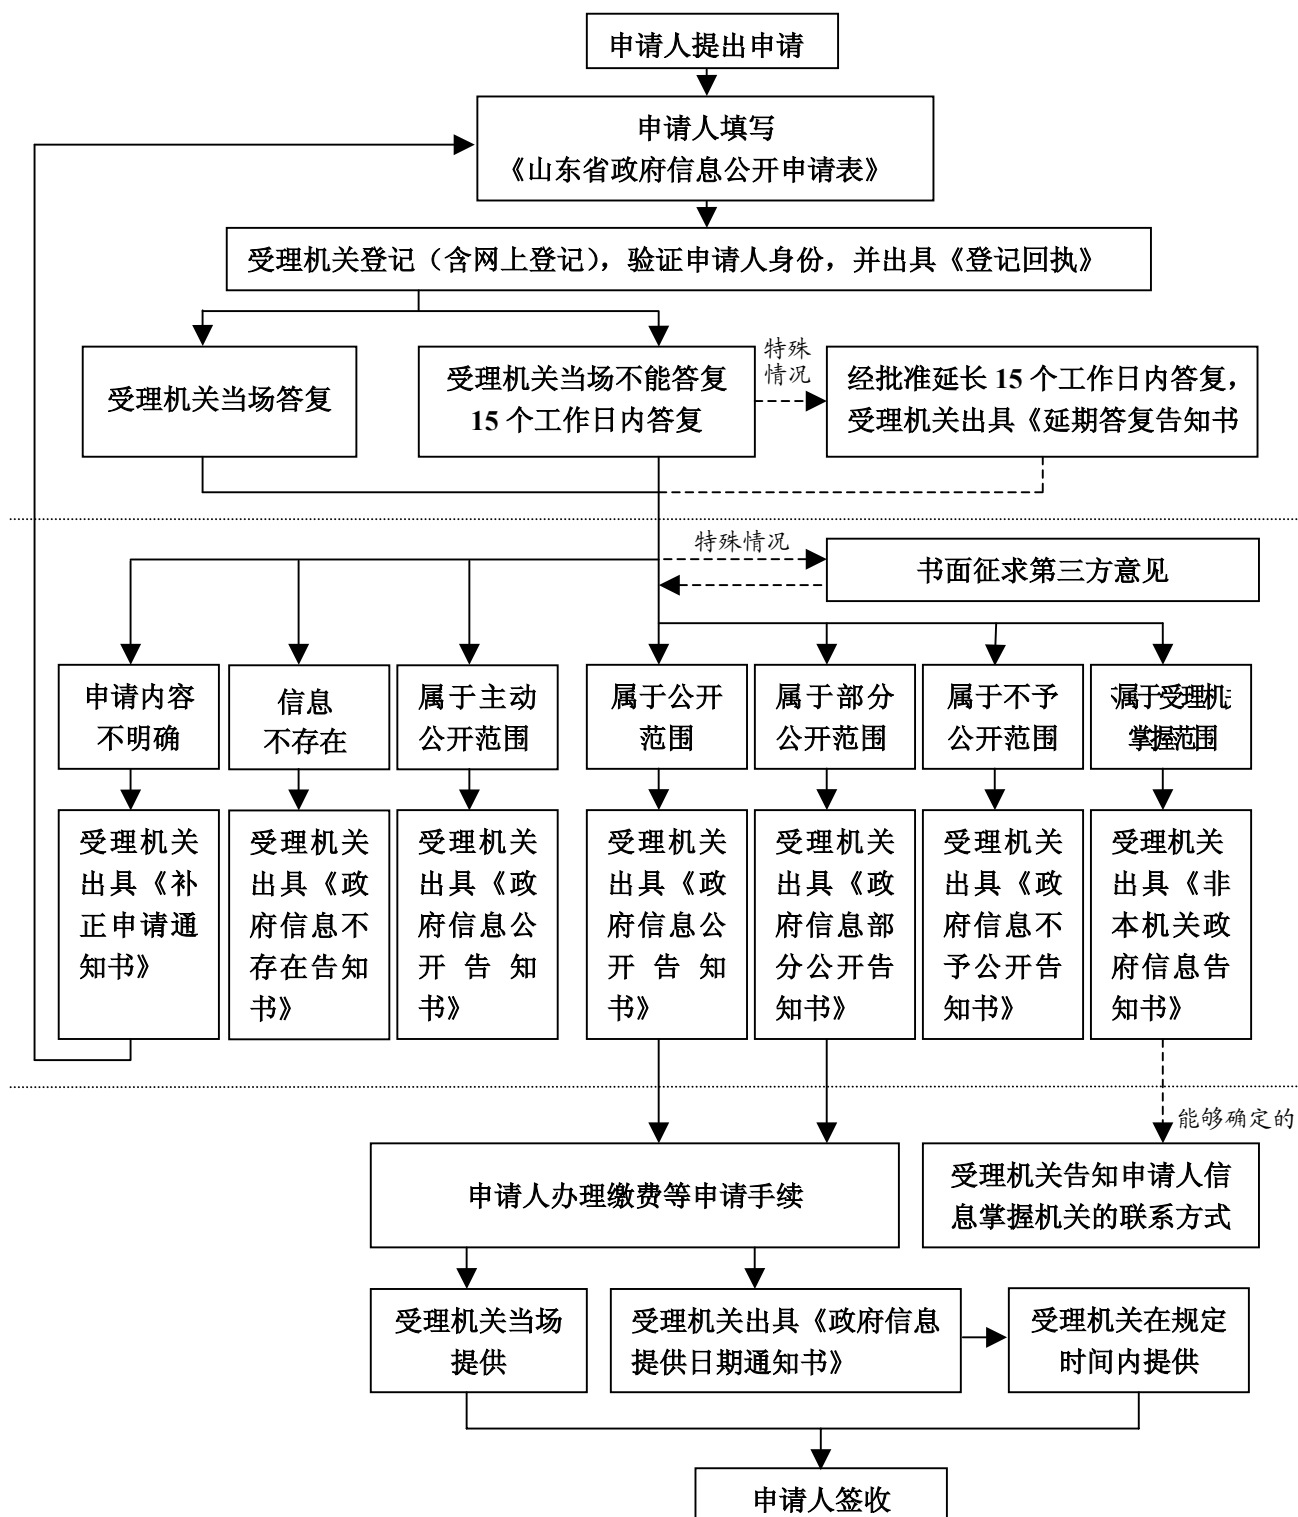 申请人提出申请
申请人填写
《山东省政府信息公开申请表》
受理机关登记（含网上登记），验证申请人身份，并出具《登记回执》
受理机关当场答复
受理机关当场不能答复
15 个工作日内答复
特殊
情况
经批准延长 15 个工作日内答复，
受理机关出具《延期答复告知书
特殊情况
书面征求第三方意见
申请内容
不明确
信息
不存在
属于主动
公开范围
属于公开
范围
属于部分
公开范围
属于不予
公开范围
属于受理机
掌握范围
受理机关
出具《补
正申请通
知书》
受理机关
出具《政
府信息不
存在告知
书》
受理机关
出具《政
府信息公
开告知
书》
受理机关
出具《政
府信息公
开告知
书》
受理机关
出具《政
府信息部
分公开告
知书》
受理机关
出具《政
府信息不
予公开告
知书》
受理机关
出具《非
本机关政
府信息告
知书》
能够确定的
申请人办理缴费等申请手续
受理机关告知申请人信
息掌握机关的联系方式
受理机关当场
提供
受理机关出具《政府信息
提供日期通知书》
受理机关在规定
时间内提供
申请人签收